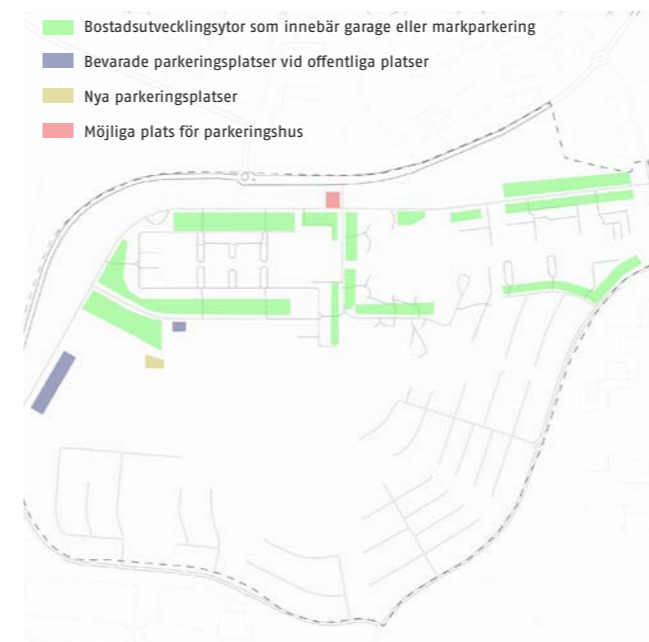 Bostadsutvecklingsytor som innebär garage eller markparkering
Bevarade parkeringsplatser vid offentliga platser
Nya parkeringsplatser
Möjliga plats för parkeringshus